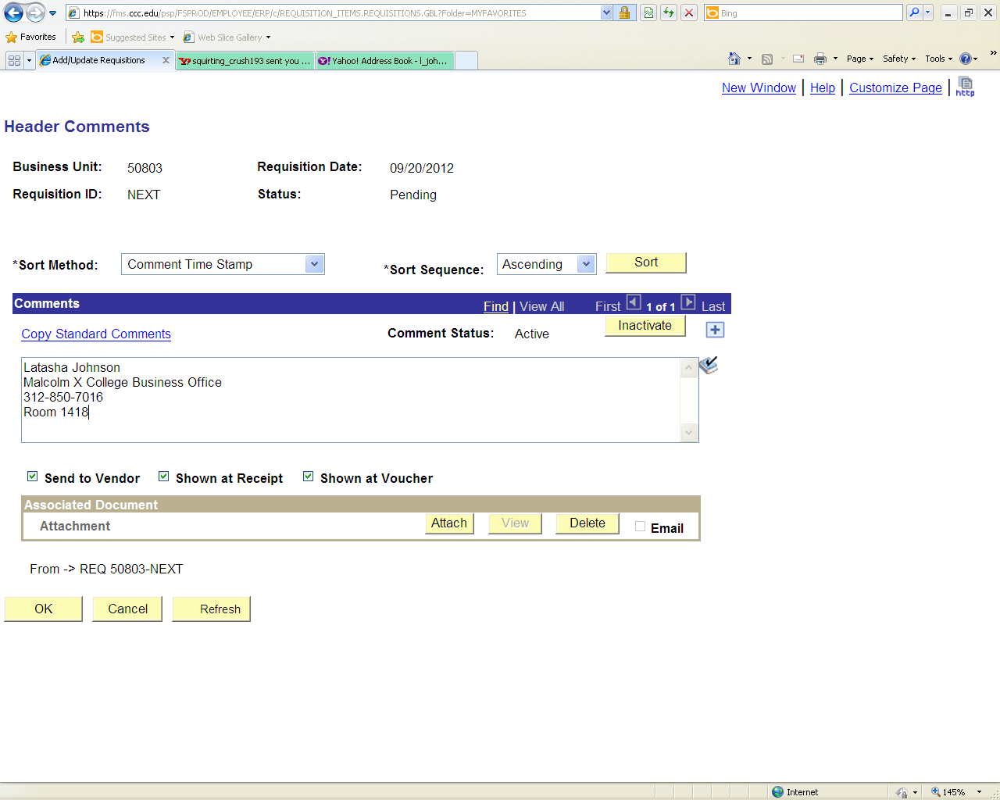 https://fms.ccc.edu/psp/FSPROD/EMPLOYEE/ERP/c/REQUISITION_ITEMS.REQUISITIONS.GBL?Folder=MYFAVORITES
Bing
Favorites
Suggested Sites
Web Slice Gallery
Add/Update Requisitions
squirting_crush193 sent you ...
Yahoo! Address Book - l_joh...
Page
Safety
Tools
New Window
Help
Customize Page
http
Header Comments
Business Unit: 50803 Requisition Date: 09/20/2012
Requisition ID: NEXT Status: Pending
*Sort Method: Comment Time Stamp *Sort Sequence: Ascending Sort
Comments Find | View All First 1 of 1 Last
Copy Standard Comments Comment Status: Active Inactivate
Latasha Johnson
Malcolm X College Business Office
312-850-7016
Room 1418
Send to Vendor Shown at Receipt Shown at Voucher
Associated Document
Attachment Attach View Delete Email
From -> REQ 50803-NEXT
OK Cancel Refresh
Internet 145%